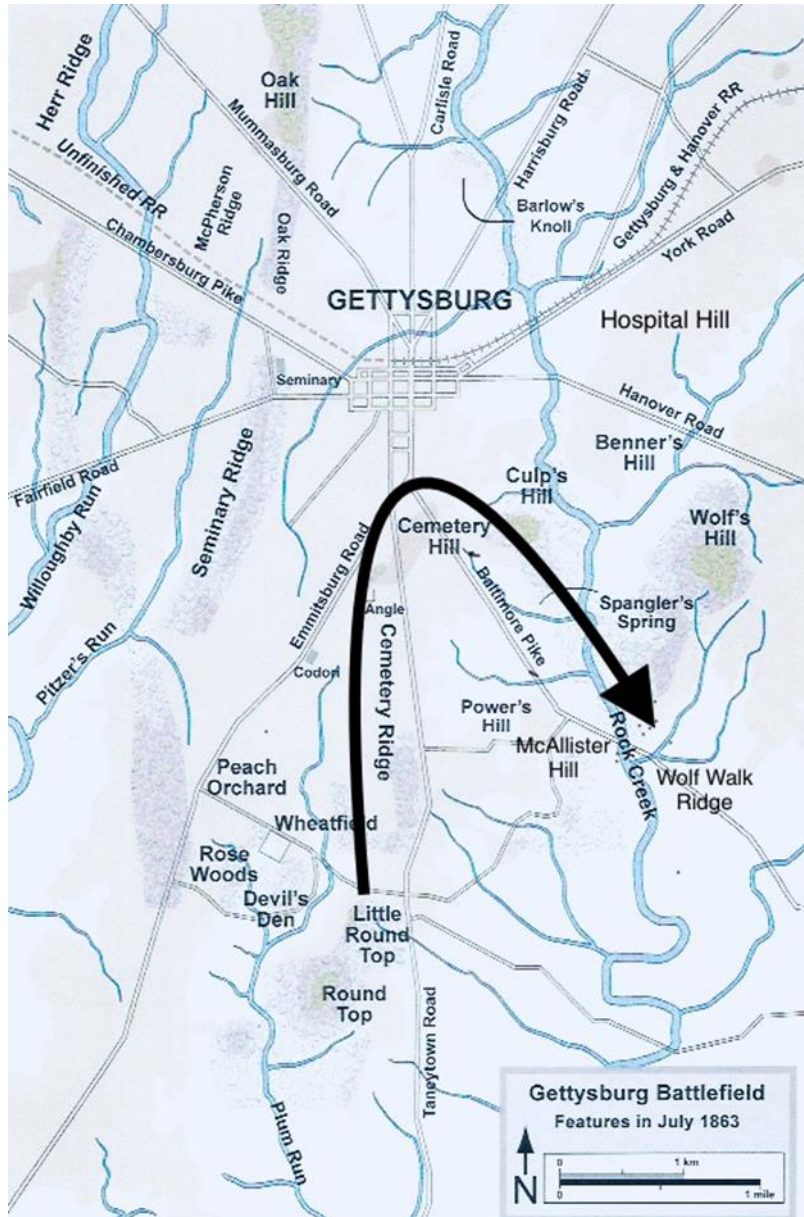 Herr Ridge
Oak
Hill
Carlisle Road
Mummasburg Road
Harrisburg Road
Gettysburg & Hanover RR
Unfinished RR
McPherson
Ridge
Barlow's
Knoll
Chambersburg Pike
Oak Ridge
York Road
GETTYSBURG
Hospital Hill
Seminary
Hanover Road
Benner's
Hill
Fairfield Road
Seminary Ridge
Culp's
Hill
Willoughby Run
Cemetery
Hill
Wolf's
Hill
Emmitsburg Road
Baltimore Pike
Spangler's
Spring
Angle
Pitzer's Run
Codori
Cemetery Ridge
Power's
Hill
Rock Creek
McAllister
Hill
Wolf Walk
Ridge
Peach
Orchard
Wheatfield
Rose
Woods
Devil's
Den
Little
Round
Top
Round
Top
Taneytown Road
Plum Run
Gettysburg Battlefield
Features in July 1863
N
0
1 km
0
1 mile